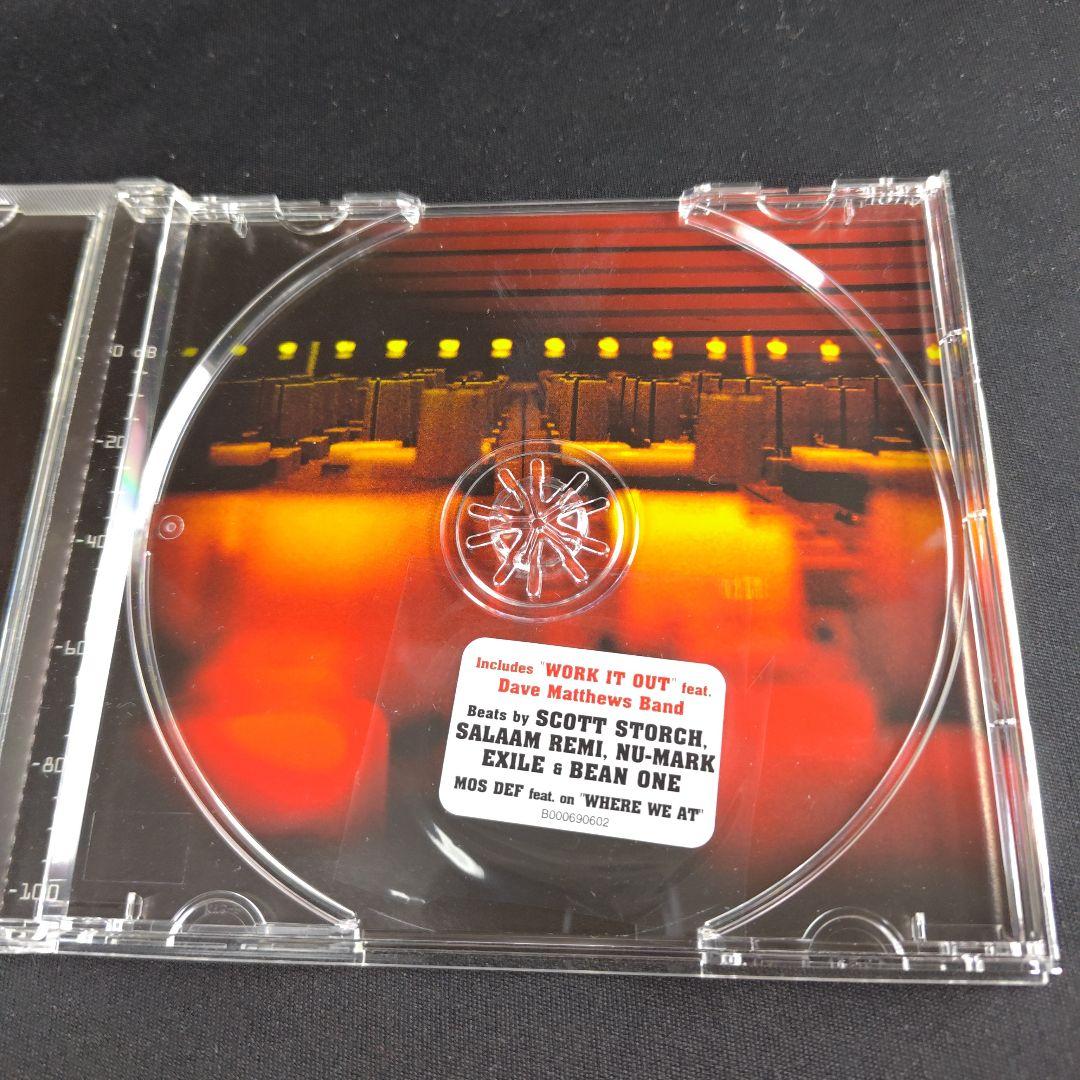 0 dB
-20
-40
-60
-80
-100
Includes "WORK IT OUT" feat.
Dave Matthews Band
Beats by SCOTT STORCH,
SALAAM REMI, NU-MARK
EXILE & BEAN ONE
MOS DEF feat. on "WHERE WE AT"
B000690602